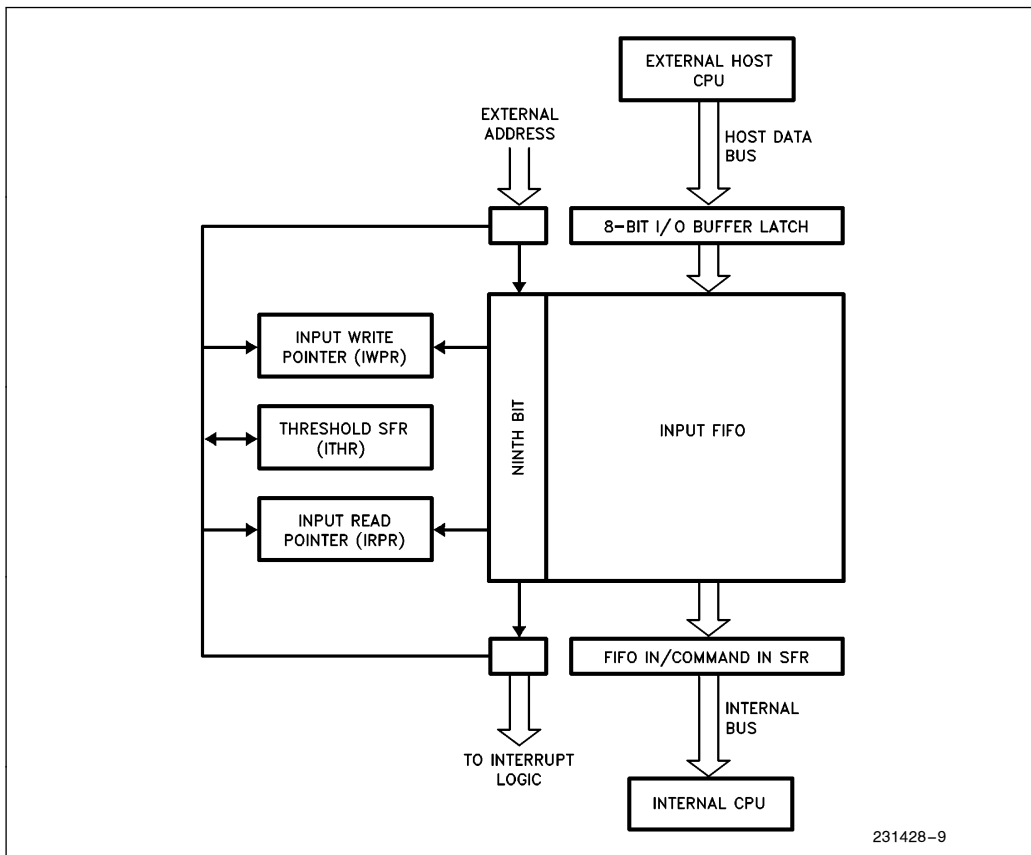 EXTERNAL HOST
CPU
EXTERNAL
ADDRESS
HOST DATA
BUS
8-BIT I/O BUFFER LATCH
INPUT WRITE
POINTER (IWPR)
THRESHOLD SFR
(ITHR)
INPUT READ
POINTER (IRPR)
NINTH BIT
INPUT FIFO
FIFO IN/COMMAND IN SFR
INTERNAL
BUS
TO INTERRUPT
LOGIC
INTERNAL CPU
231428-9